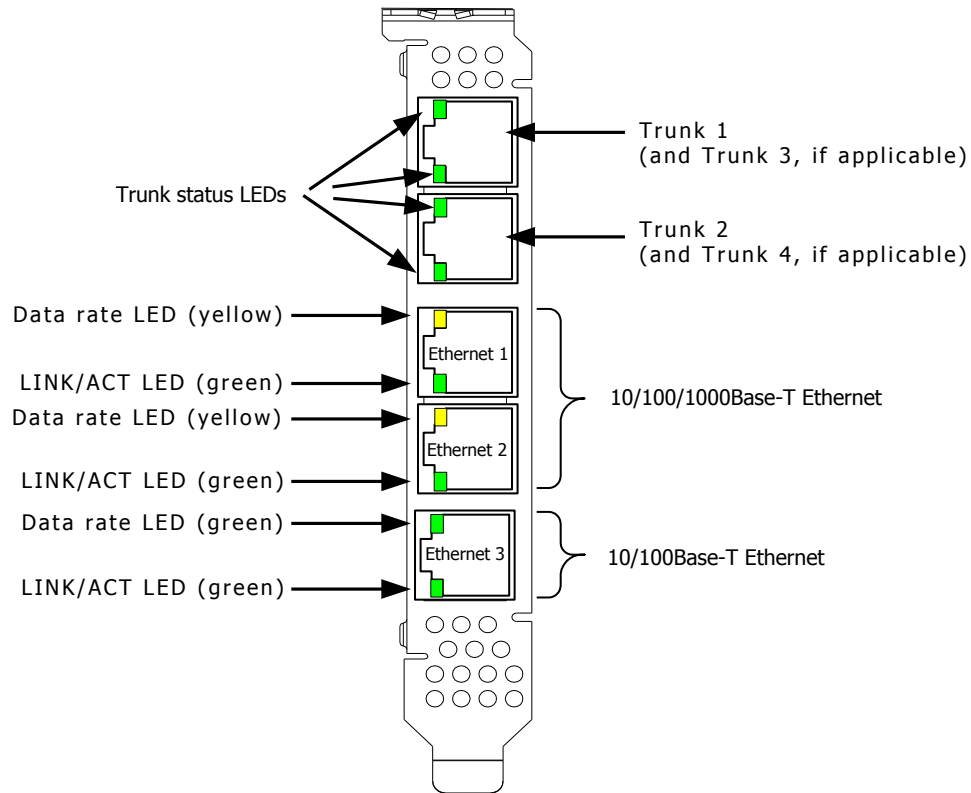 Trunk 1
(and Trunk 3, if applicable)
Trunk status LEDs
Trunk 2
(and Trunk 4, if applicable)
Data rate LED (yellow)
Ethernet 1
LINK/ACT LED (green)
10/100/1000Base-T Ethernet
Data rate LED (yellow)
Ethernet 2
LINK/ACT LED (green)
Data rate LED (green)
Ethernet 3
10/100Base-T Ethernet
LINK/ACT LED (green)